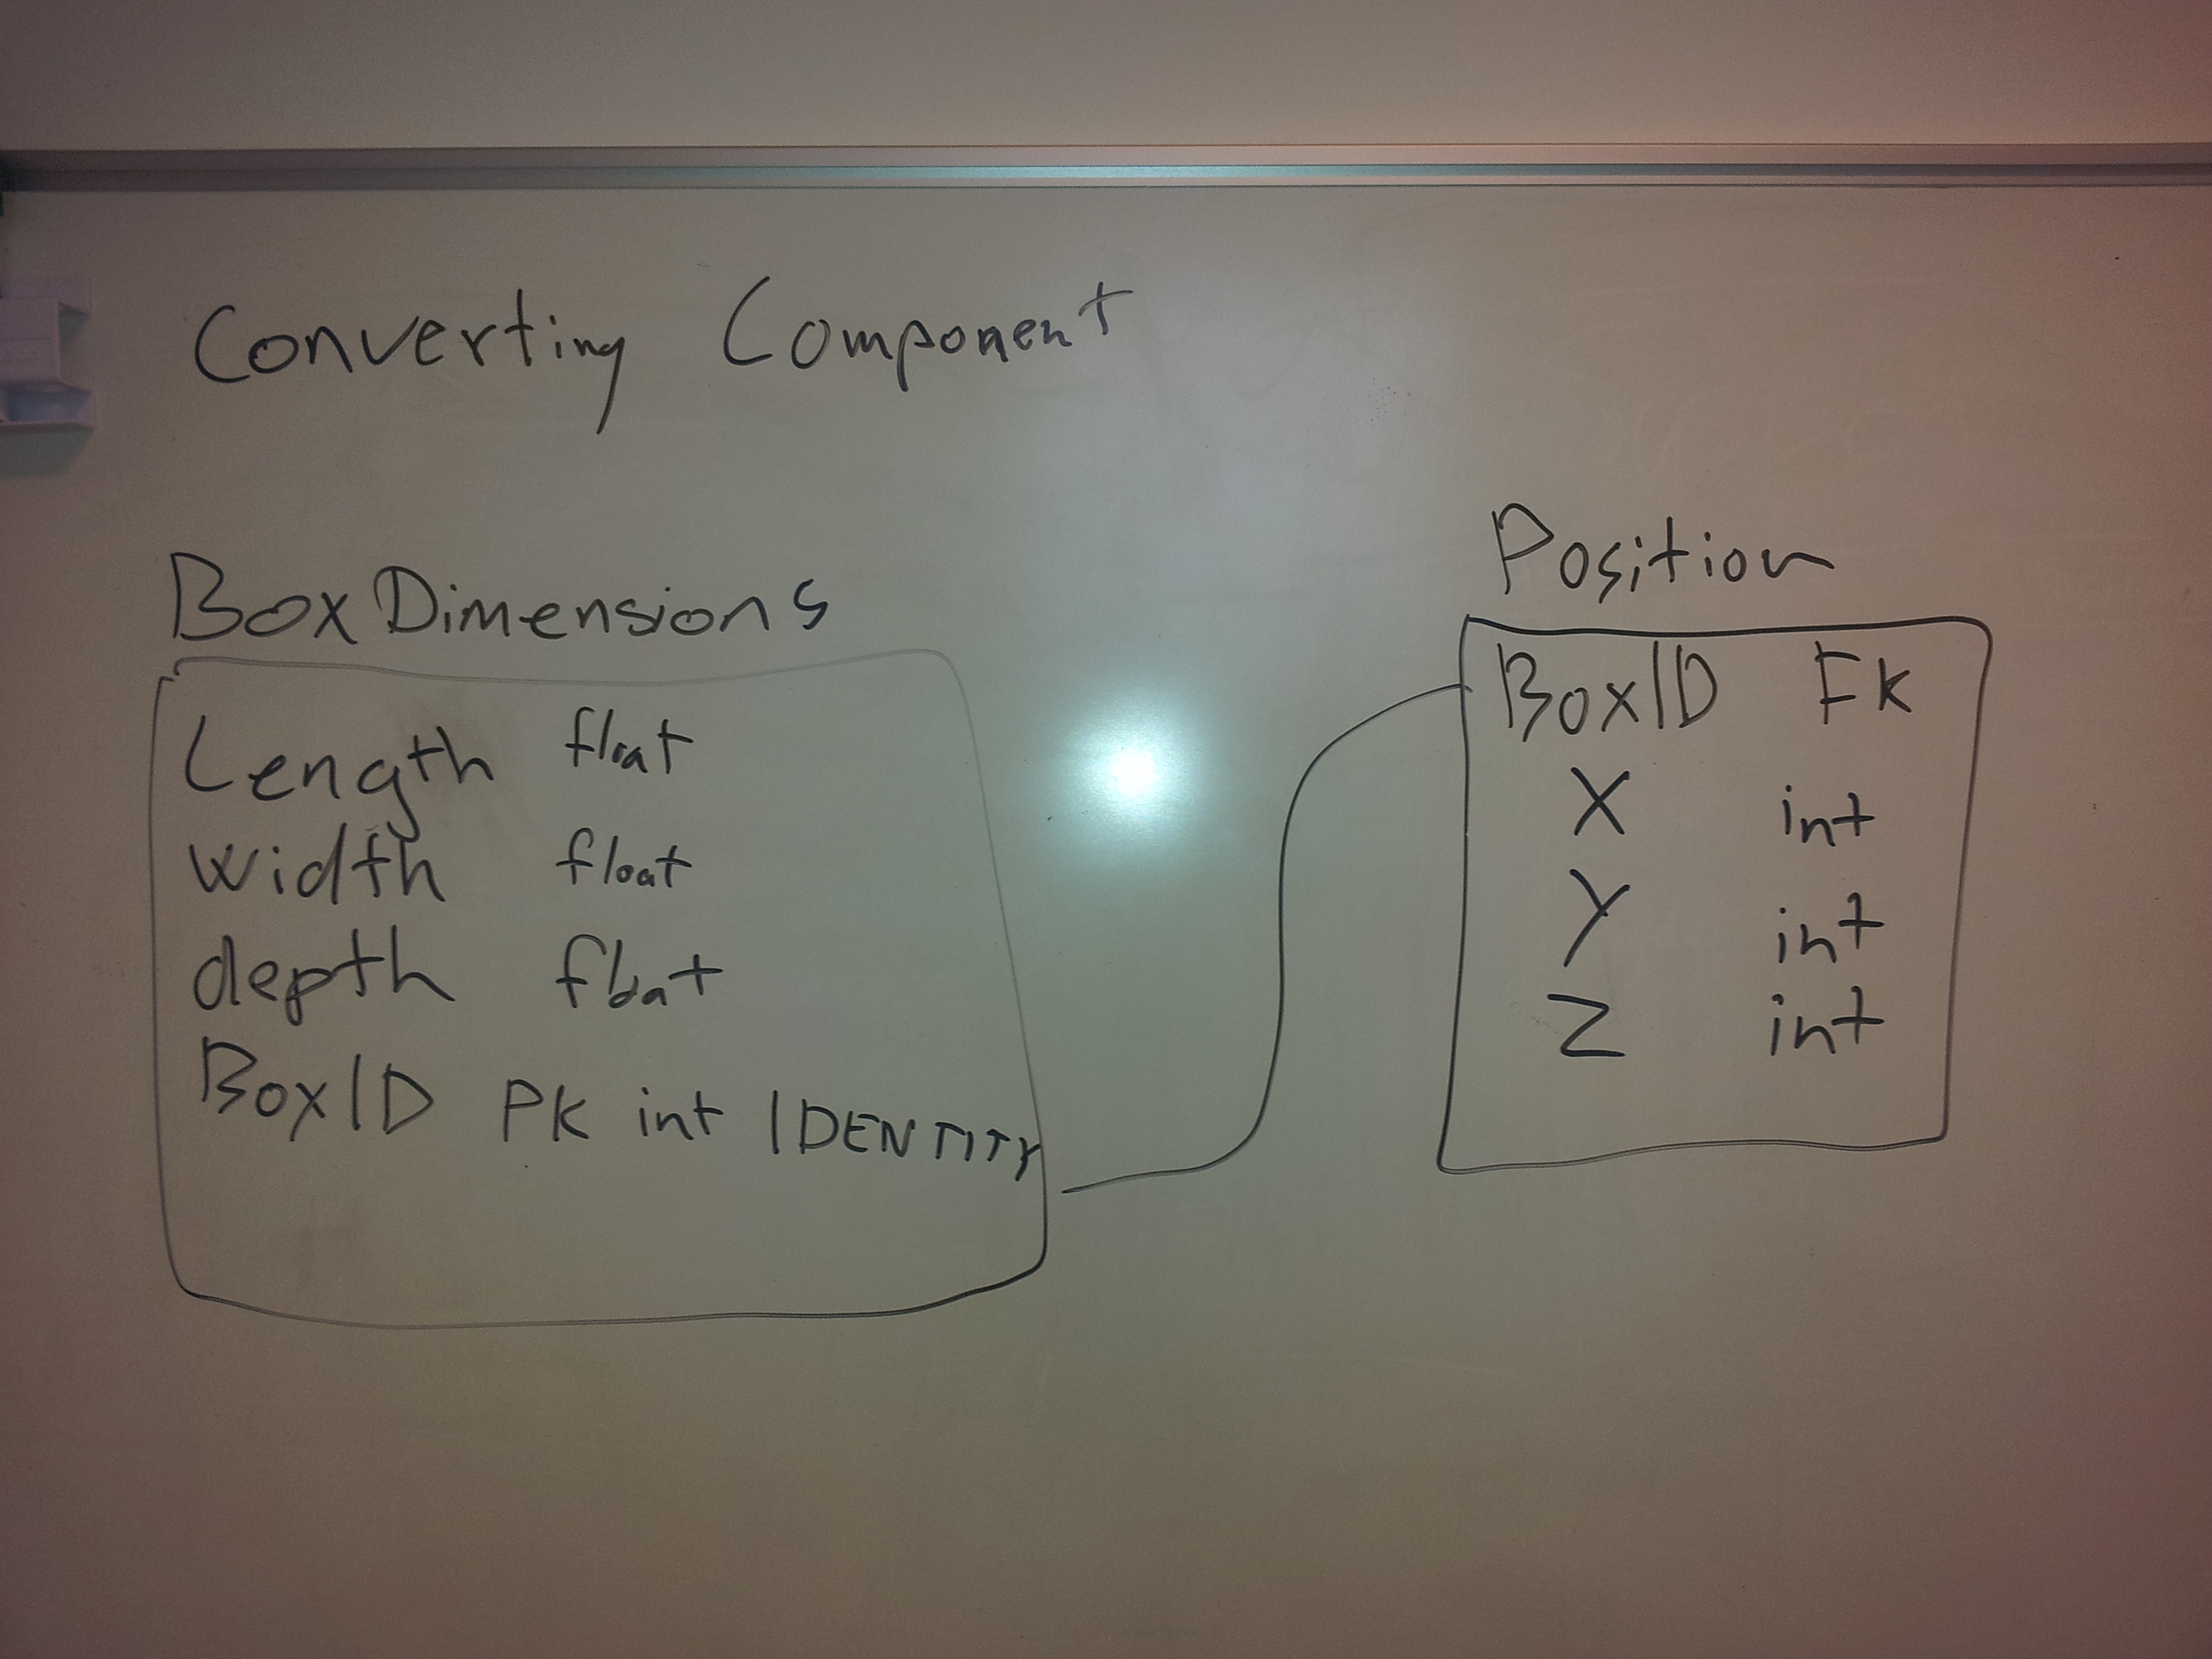 Converting Component
BoxDimensions
Length float
width float
depth float
BoxID PK int IDENTITY
Position
BoxID FK
X int
Y int
Z int